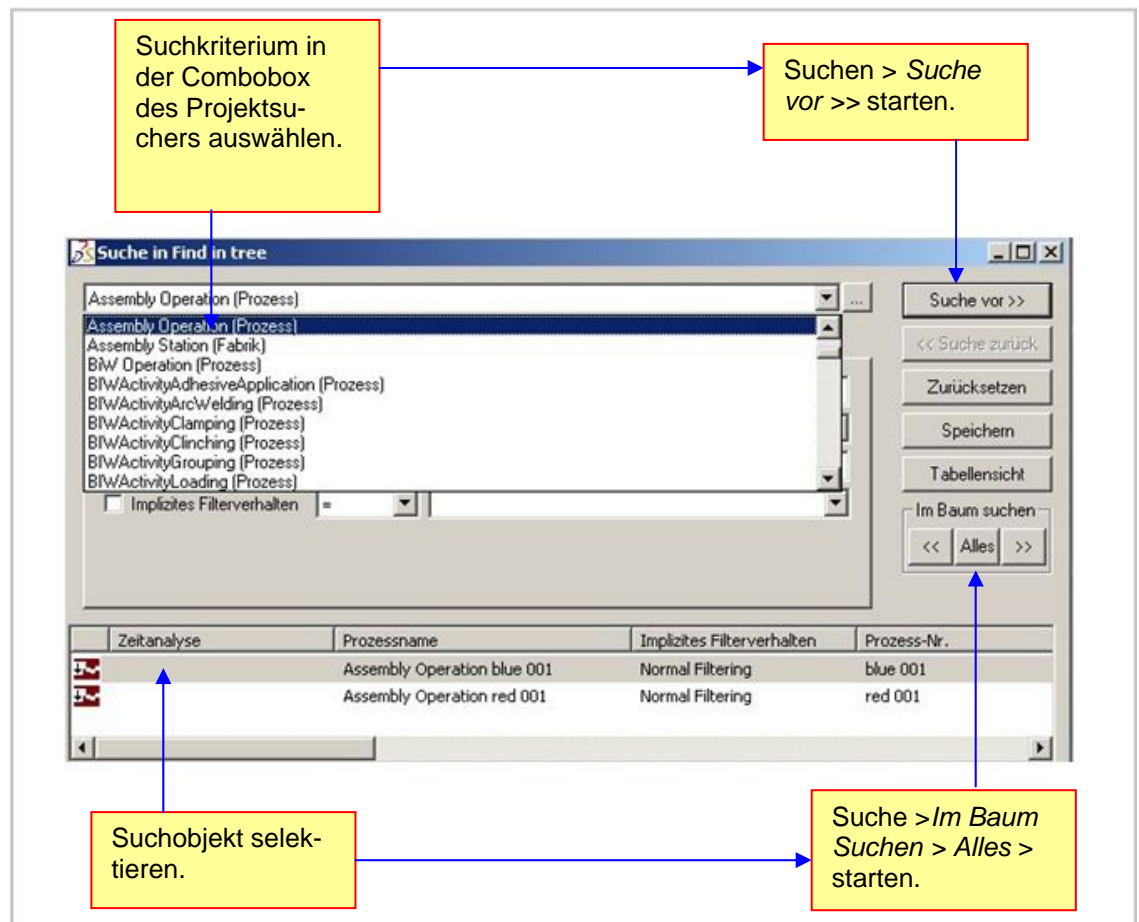 Suchkriterium in
der Combobox
des Projektsu-
chers auswählen.
Suchen > Suche
vor >> starten.
Suche in Find in tree
Assembly Operation (Prozess)
...
Suche vor >>
Assembly Operation (Prozess)
Assembly Station (Fabrik)
<< Suche zurück
BiW Operation (Prozess)
BIWActivityAdhesiveApplication (Prozess)
Zurücksetzen
BIWActivityArcWelding (Prozess)
BIWActivityClamping (Prozess)
Speichern
BIWActivityClinching (Prozess)
BIWActivityGrouping (Prozess)
BIWActivityLoading (Prozess)
Tabellensicht
Implizites Filterverhalten =
Im Baum suchen
<< Alles >>
Zeitanalyse Prozessname Implizites Filterverhalten Prozess-Nr.
Assembly Operation blue 001 Normal Filtering blue 001
Assembly Operation red 001 Normal Filtering red 001
Suchobjekt selek-
tieren.
Suche >Im Baum
Suchen > Alles >
starten.